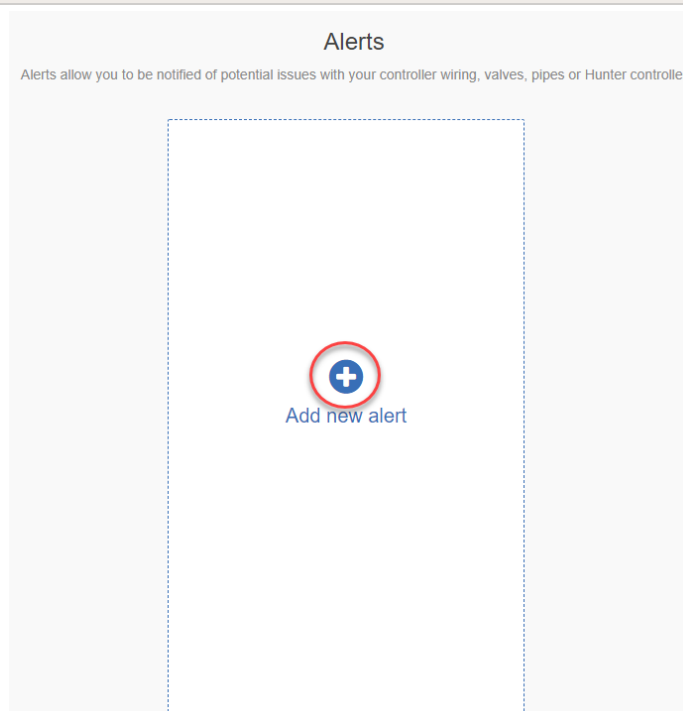 Alerts
Alerts allow you to be notified of potential issues with your controller wiring, valves, pipes or Hunter controlle
Add new alert